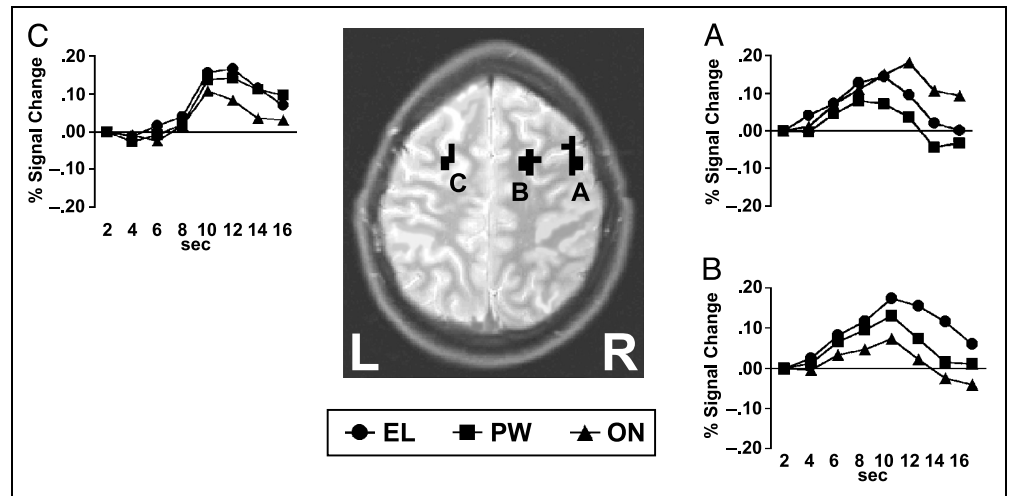 C
% Signal Change
.20
.10
.00
–.10
–.20
2 4 6 8 10 12 14 16
sec
C
B
A
L
R
EL PW ON
A
% Signal Change
.20
.10
.00
–.10
–.20
B
% Signal Change
.20
.10
.00
–.10
–.20
2 4 6 8 10 12 14 16
sec